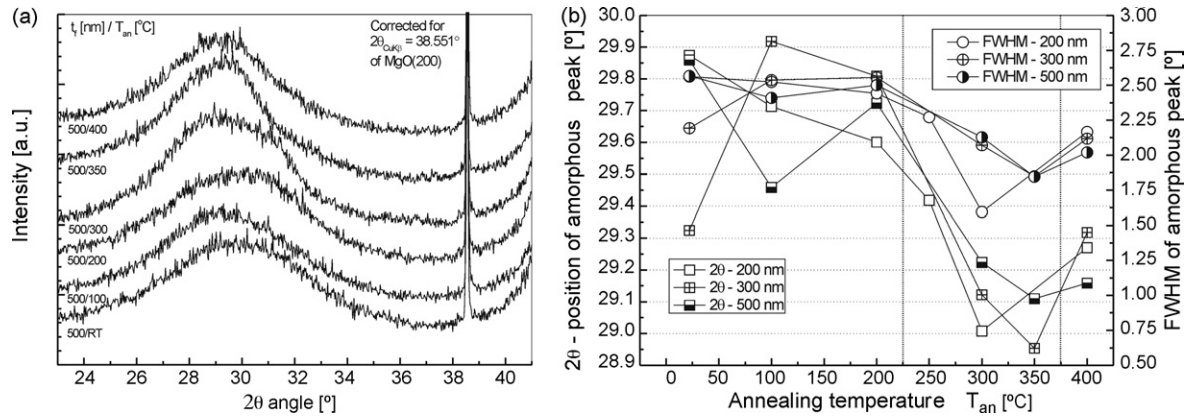 (a)
t_f [nm] / T_an [°C]
Corrected for
2θ_CuKβ = 38.551°
of MgO(200)
Intensity [a.u.]
500/400
500/350
500/300
500/200
500/100
500/RT
24 26 28 30 32 34 36 38 40
2θ angle [º]
(b)
2θ - position of amorphous peak [º]
30.0
29.9
29.8
29.7
29.6
29.5
29.4
29.3
29.2
29.1
29.0
28.9
FWHM - 200 nm
FWHM - 300 nm
FWHM - 500 nm
2θ - 200 nm
2θ - 300 nm
2θ - 500 nm
3.00
2.75
2.50
2.25
2.00
1.75
1.50
1.25
1.00
0.75
0.50
FWHM of amorphous peak [º]
0 50 100 150 200 250 300 350 400
Annealing temperature T_an [ºC]